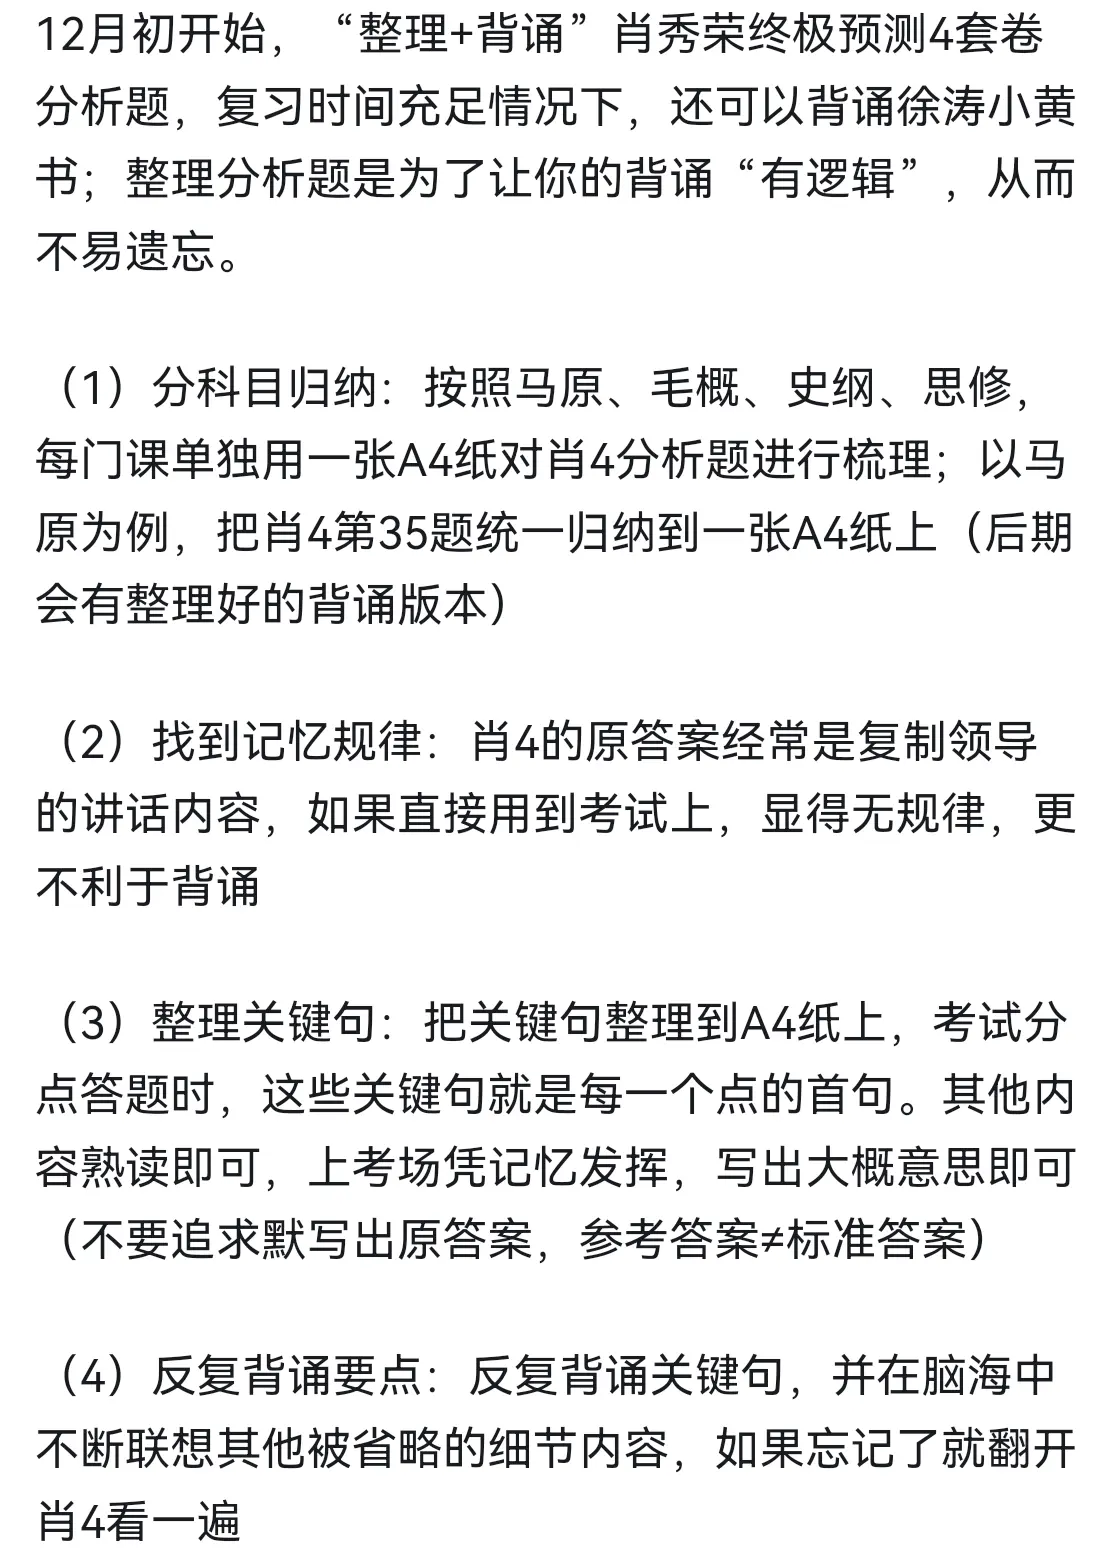 12月初开始，“整理+背诵”肖秀荣终极预测4套卷
分析题，复习时间充足情况下，还可以背诵徐涛小黄
书；整理分析题是为了让你的背诵“有逻辑”，从而
不易遗忘。
（1）分科目归纳：按照马原、毛概、史纲、思修，
每门课单独用一张A4纸对肖4分析题进行梳理；以马
原为例，把肖4第35题统一归纳到一张A4纸上（后期
会有整理好的背诵版本）
（2）找到记忆规律：肖4的原答案经常是复制领导
的讲话内容，如果直接用到考试上，显得无规律，更
不利于背诵
（3）整理关键句：把关键句整理到A4纸上，考试分
点答题时，这些关键句就是每一个点的首句。其他内
容熟读即可，上考场凭记忆发挥，写出大概意思即可
（不要追求默写出原答案，参考答案≠标准答案）
（4）反复背诵要点：反复背诵关键句，并在脑海中
不断联想其他被省略的细节内容，如果忘记了就翻开
肖4看一遍